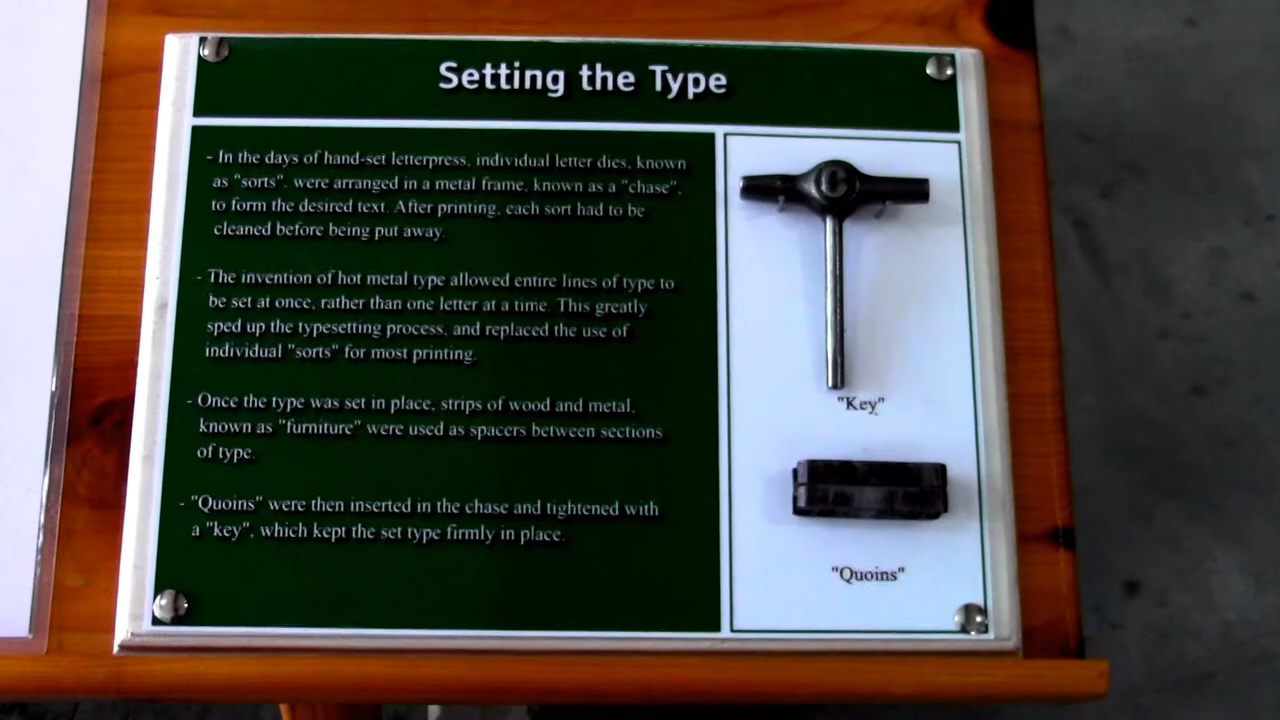 Setting the Type
- In the days of hand-set letterpress, individual letter dies, known
as "sorts", were arranged in a metal frame, known as a "chase",
to form the desired text. After printing, each sort had to be
cleaned before being put away.
- The invention of hot metal type allowed entire lines of type to
be set at once, rather than one letter at a time. This greatly
sped up the typesetting process, and replaced the use of
individual "sorts" for most printing.
- Once the type was set in place, strips of wood and metal,
known as "furniture" were used as spacers between sections
of type.
- "Quoins" were then inserted in the chase and tightened with
a "key", which kept the set type firmly in place.
C
"Key"
"Quoins"